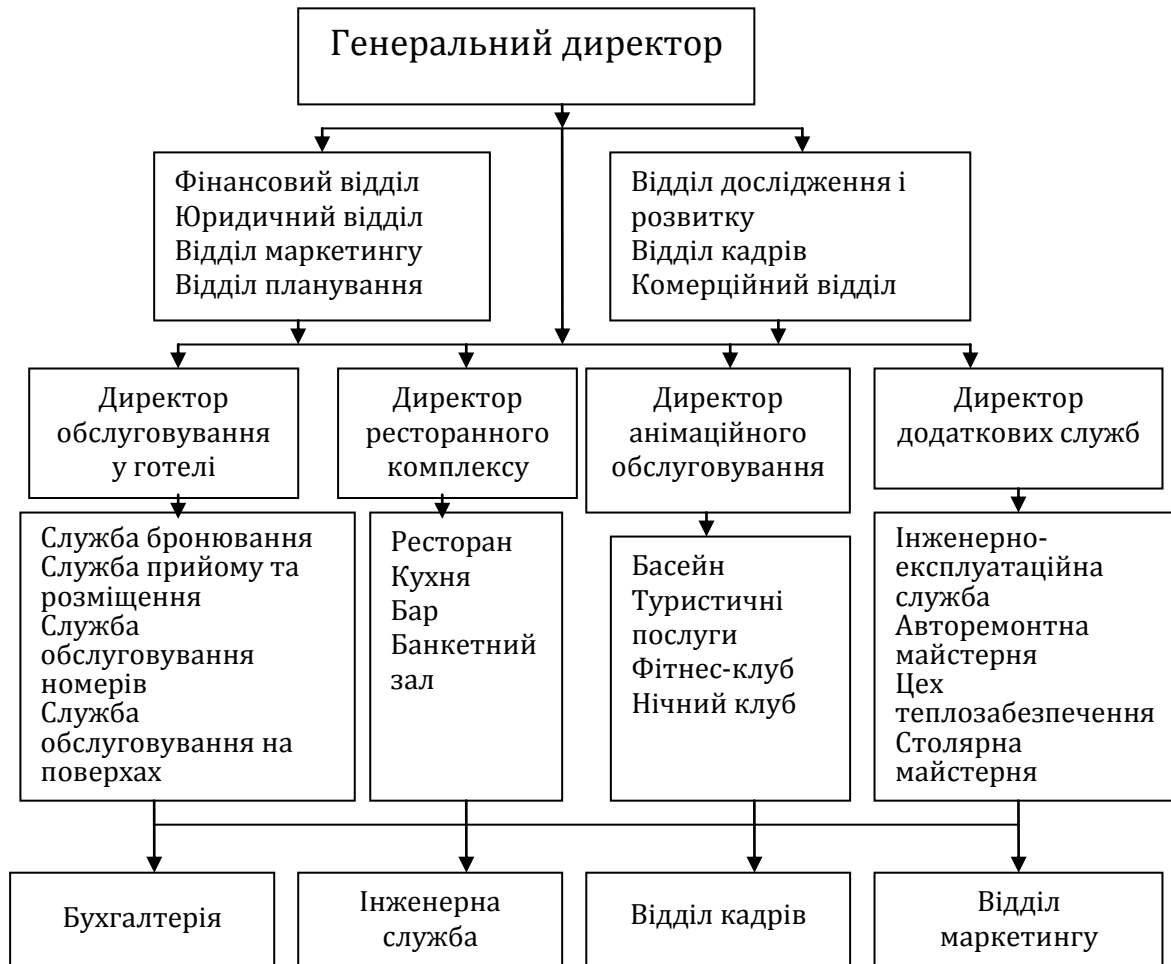 Генеральний директор
Фінансовий відділ
Юридичний відділ
Відділ маркетингу
Відділ планування
Відділ дослідження і
розвитку
Відділ кадрів
Комерційний відділ
Директор
обслуговування
у готелі
Директор
ресторанного
комплексу
Директор
анімаційного
обслуговування
Директор
додаткових служб
Служба бронювання
Служба прийому та
розміщення
Служба
обслуговування
номерів
Служба
обслуговування на
поверхах
Ресторан
Кухня
Бар
Банкетний
зал
Басейн
Туристичні
послуги
Фітнес-клуб
Нічний клуб
Інженерно-
експлуатаційна
служба
Авторемонтна
майстерня
Цех
теплозабезпечення
Столярна
майстерня
Бухгалтерія
Інженерна
служба
Відділ кадрів
Відділ
маркетингу